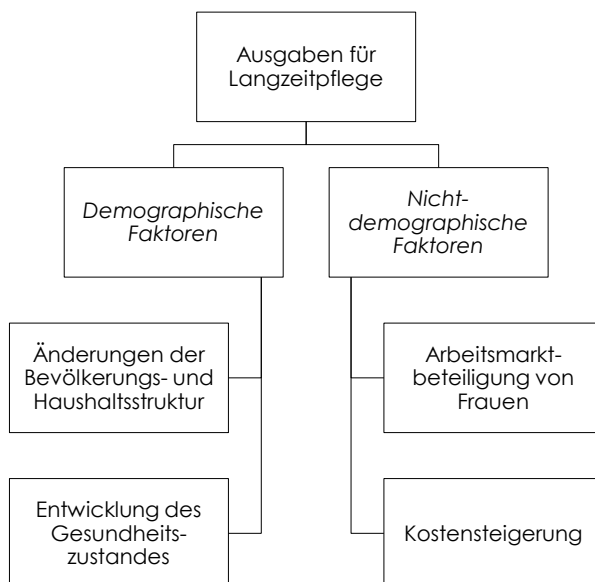 Ausgaben für
Langzeitpflege
Demographische
Faktoren
Nicht-
demographische
Faktoren
Änderungen der
Bevölkerungs- und
Haushaltsstruktur
Arbeitsmarkt-
beteiligung von
Frauen
Entwicklung des
Gesundheits-
zustandes
Kostensteigerung